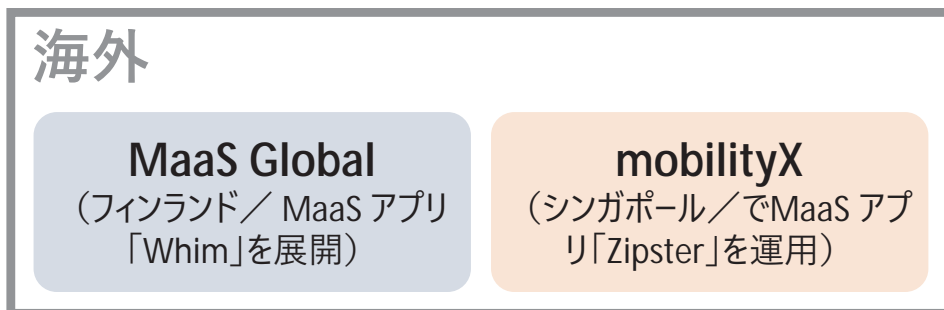 海外
MaaS Global
（フィンランド／ MaaS アプリ
「Whim」を展開）
mobilityX
（シンガポール／でMaaS アプ
リ「Zipster」を運用）